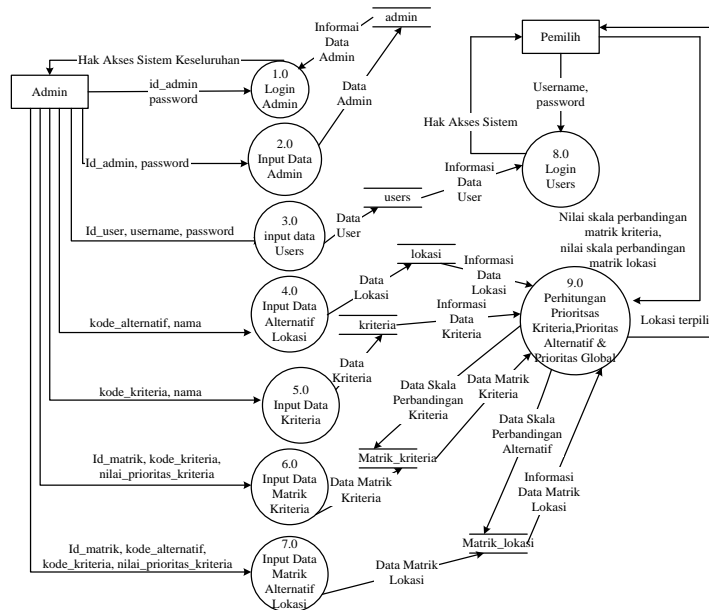 Informasi
Data
Admin
admin
Hak Akses Sistem Keseluruhan
Admin
id_admin
password
1.0
Login
Admin
Data
Admin
Pemilih
Username,
password
Hak Akses Sistem
Id_admin, password
2.0
Input Data
Admin
8.0
Login
Users
Informasi
Data
User
users
Id_user, username, password
3.0
input data
Users
Data
User
Nilai skala perbandingan
matrik kriteria,
nilai skala perbandingan
matrik lokasi
lokasi
Data
Lokasi
Informasi
Data
Lokasi
4.0
Input Data
Alternatif
Lokasi
kode_alternatif, nama
kriteria
Informasi
Data
Kriteria
9.0
Perhitungan
Prioritsas
Kriteria,Prioritas
Alternatif &
Prioritas Global
Lokasi terpili
Data
Kriteria
kode_kriteria, nama
5.0
Input Data
Kriteria
Data Skala
Perbandingan
Kriteria
Data Matrik
Kriteria
Data Skala
Perbandingan
Alternatif
Id_matrik, kode_kriteria,
nilai_prioritas_kriteria
6.0
Input Data
Matrik
Kriteria
Matrik_kriteria
Data Matrik
Kriteria
Informasi
Data Matrik
Lokasi
Id_matrik, kode_alternatif,
kode_kriteria, nilai_prioritas_kriteria
7.0
Input Data
Matrik
Alternatif
Lokasi
Data Matrik
Lokasi
Matrik_lokasi